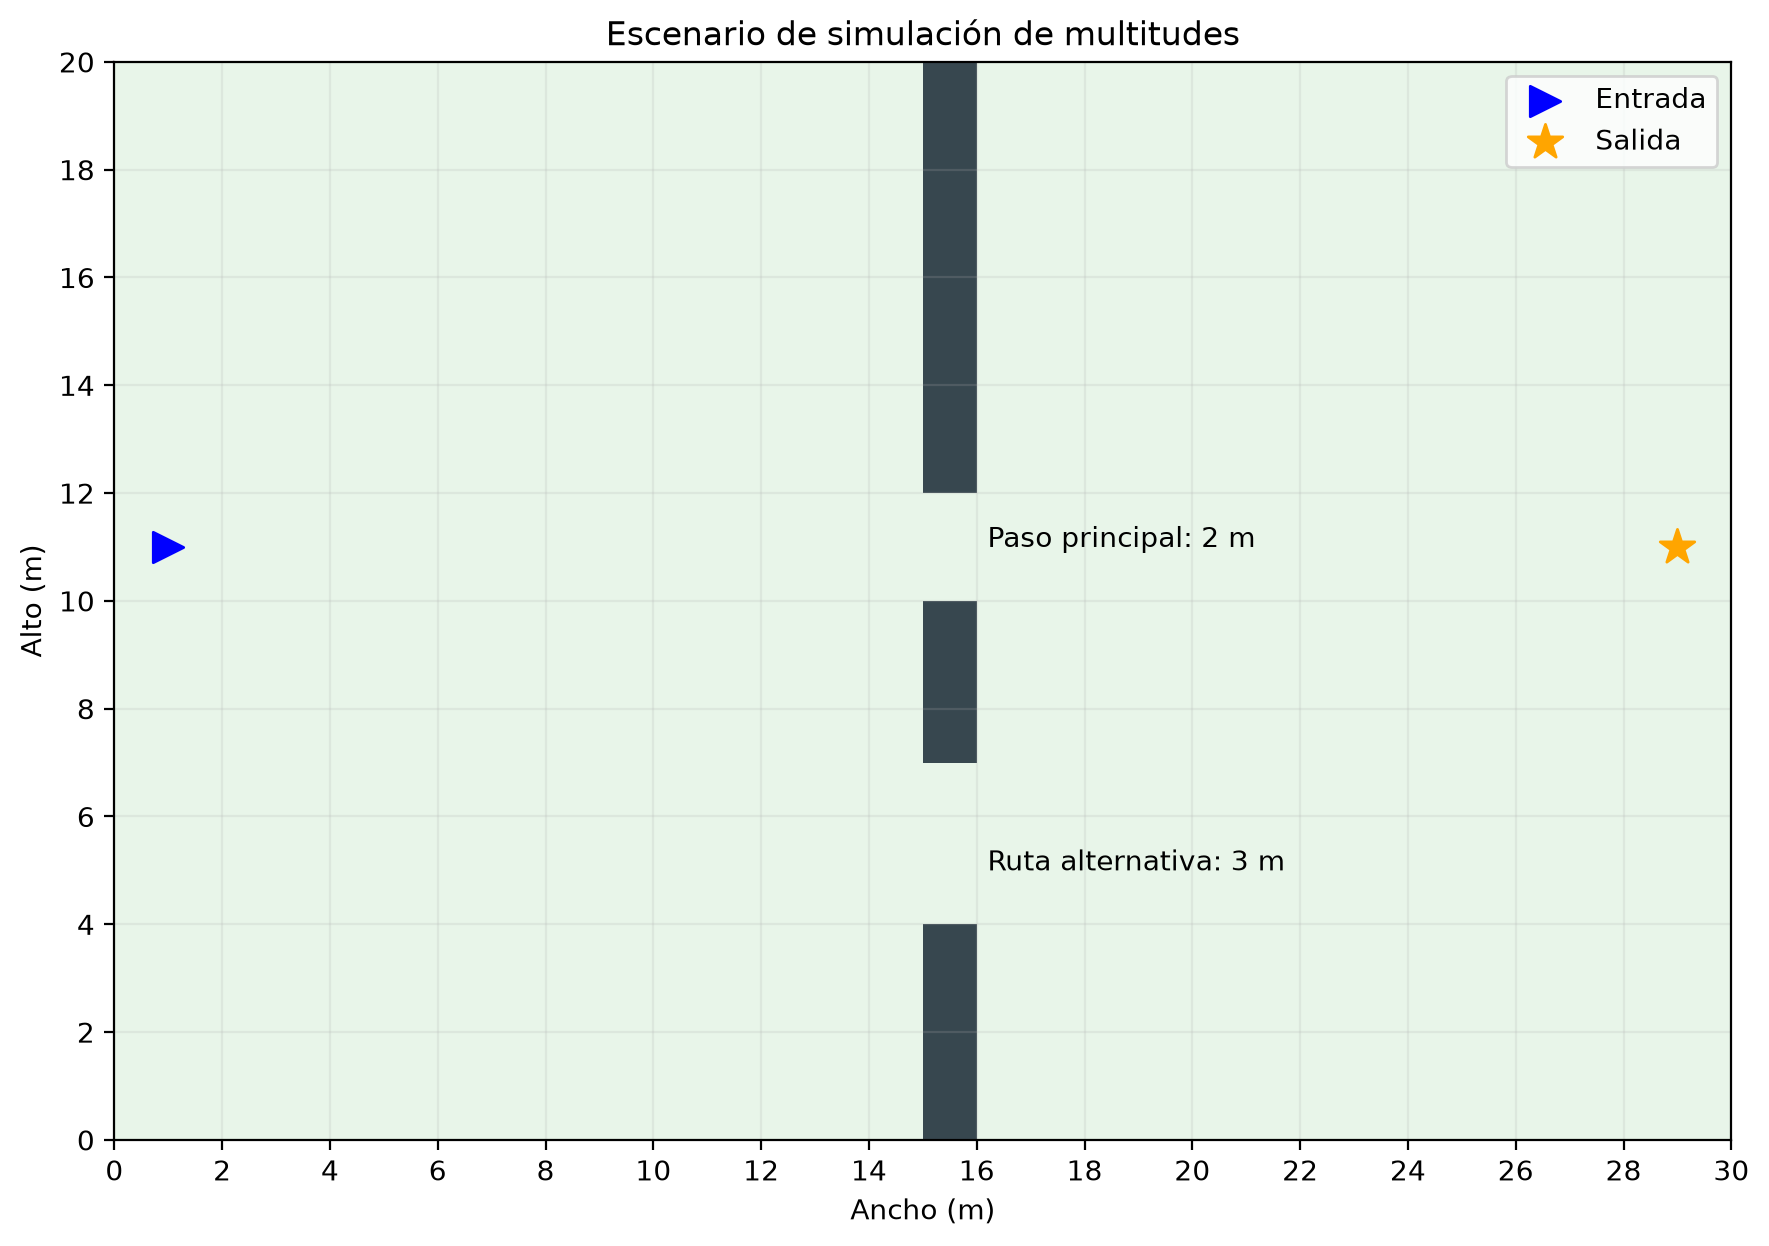 Escenario de simulación de multitudes
Entrada
Salida
Paso principal: 2 m
Ruta alternativa: 3 m
Alto (m)
20
18
16
14
12
10
8
6
4
2
0
0 2 4 6 8 10 12 14 16 18 20 22 24 26 28 30
Ancho (m)